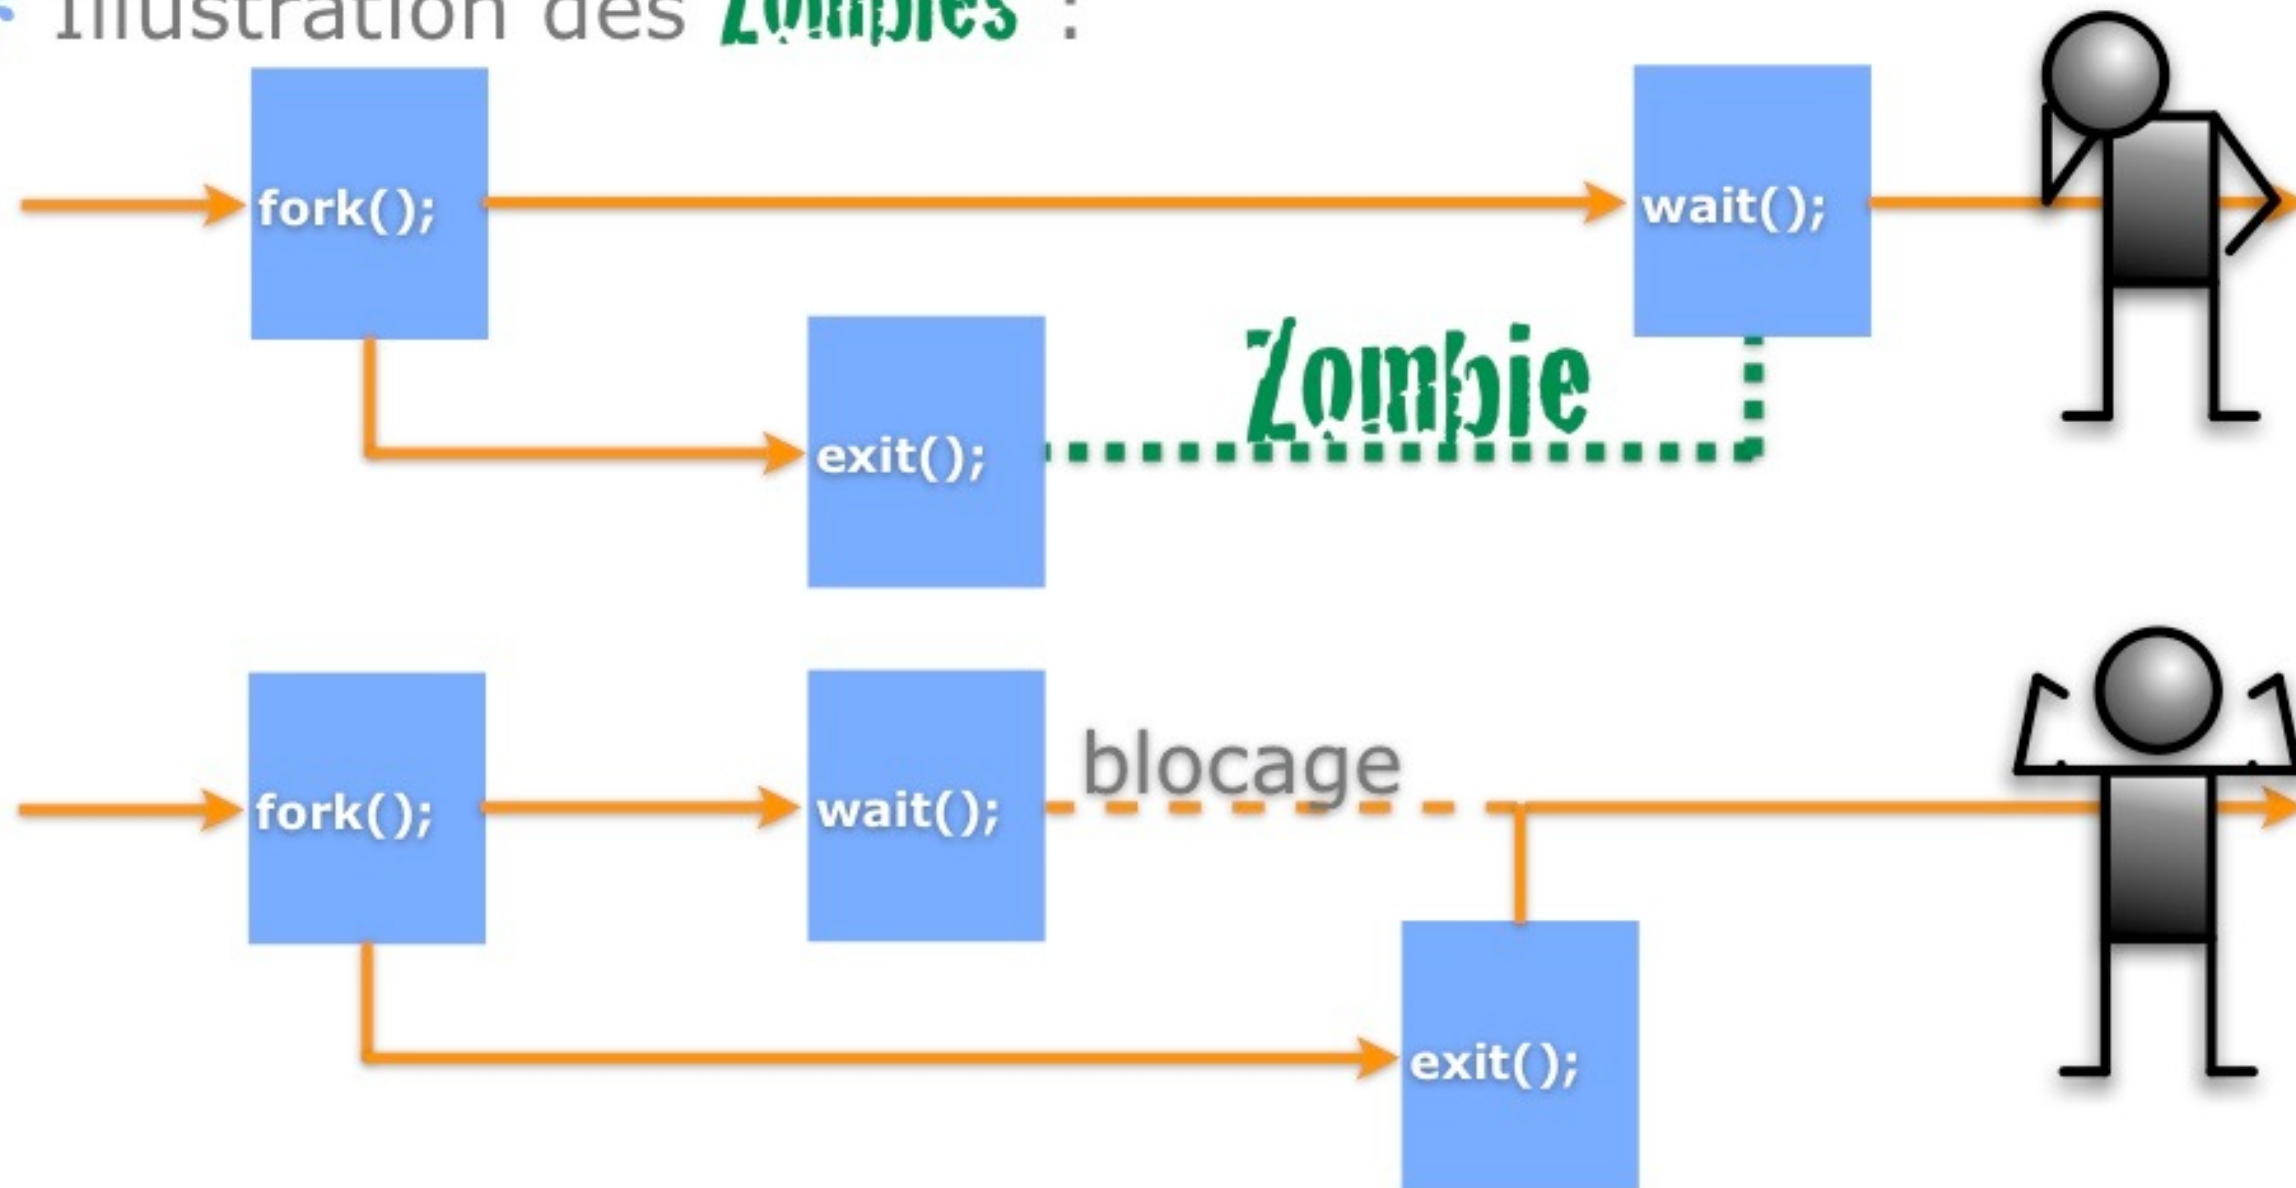 Illustration des Zombies :
fork();
wait();
Zombie
exit();
blocage
fork();
wait();
exit();